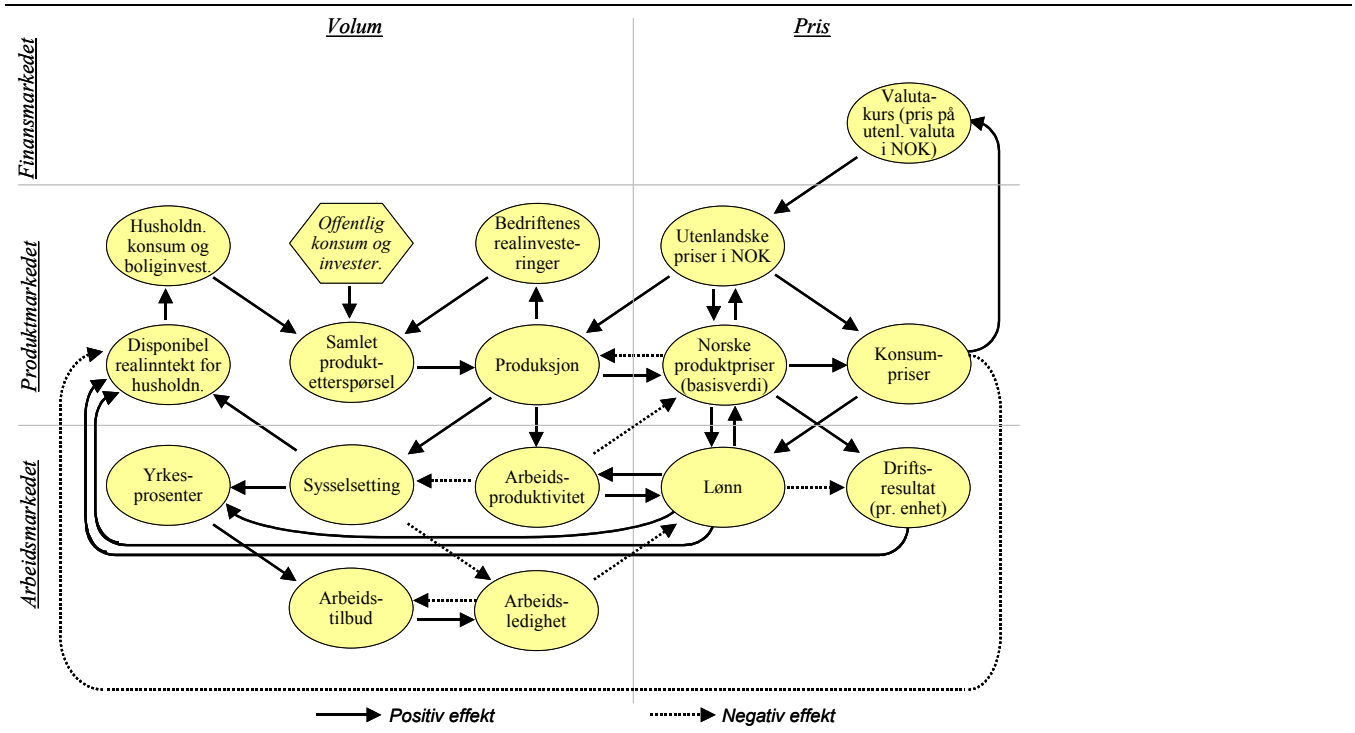 Volum
Pris
Finansmarkedet
Valuta-
kurs (pris på
utenl. valuta
i NOK)
Produktmarkedet
Husholdn.
konsum og
boliginvest.
Offentlig
konsum og
invester.
Bedriftenes
realinveste-
ringer
Utenlandske
priser i NOK
Disponibel
realinntekt for
husholdn.
Samlet
produkt-
etterspørsel
Produksjon
Norske
produktpriser
(basisverdi)
Konsum-
priser
Arbeidsmarkedet
Yrkes-
prosenter
Sysselsetting
Arbeids-
produktivitet
Lønn
Drifts-
resultat
(pr. enhet)
Arbeids-
tilbud
Arbeids-
ledighet
Positiv effekt
Negativ effekt